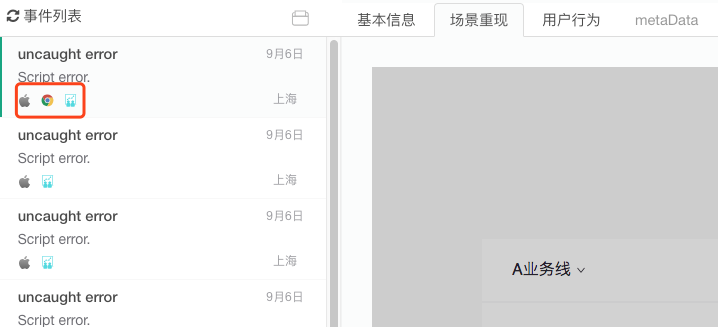 事件列表
基本信息 场景重现 用户行为 metaData
uncaught error 9月6日
Script error.
上海
uncaught error 9月6日
Script error.
上海
uncaught error 9月6日
Script error.
上海
uncaught error 9月6日
Script error.
A业务线